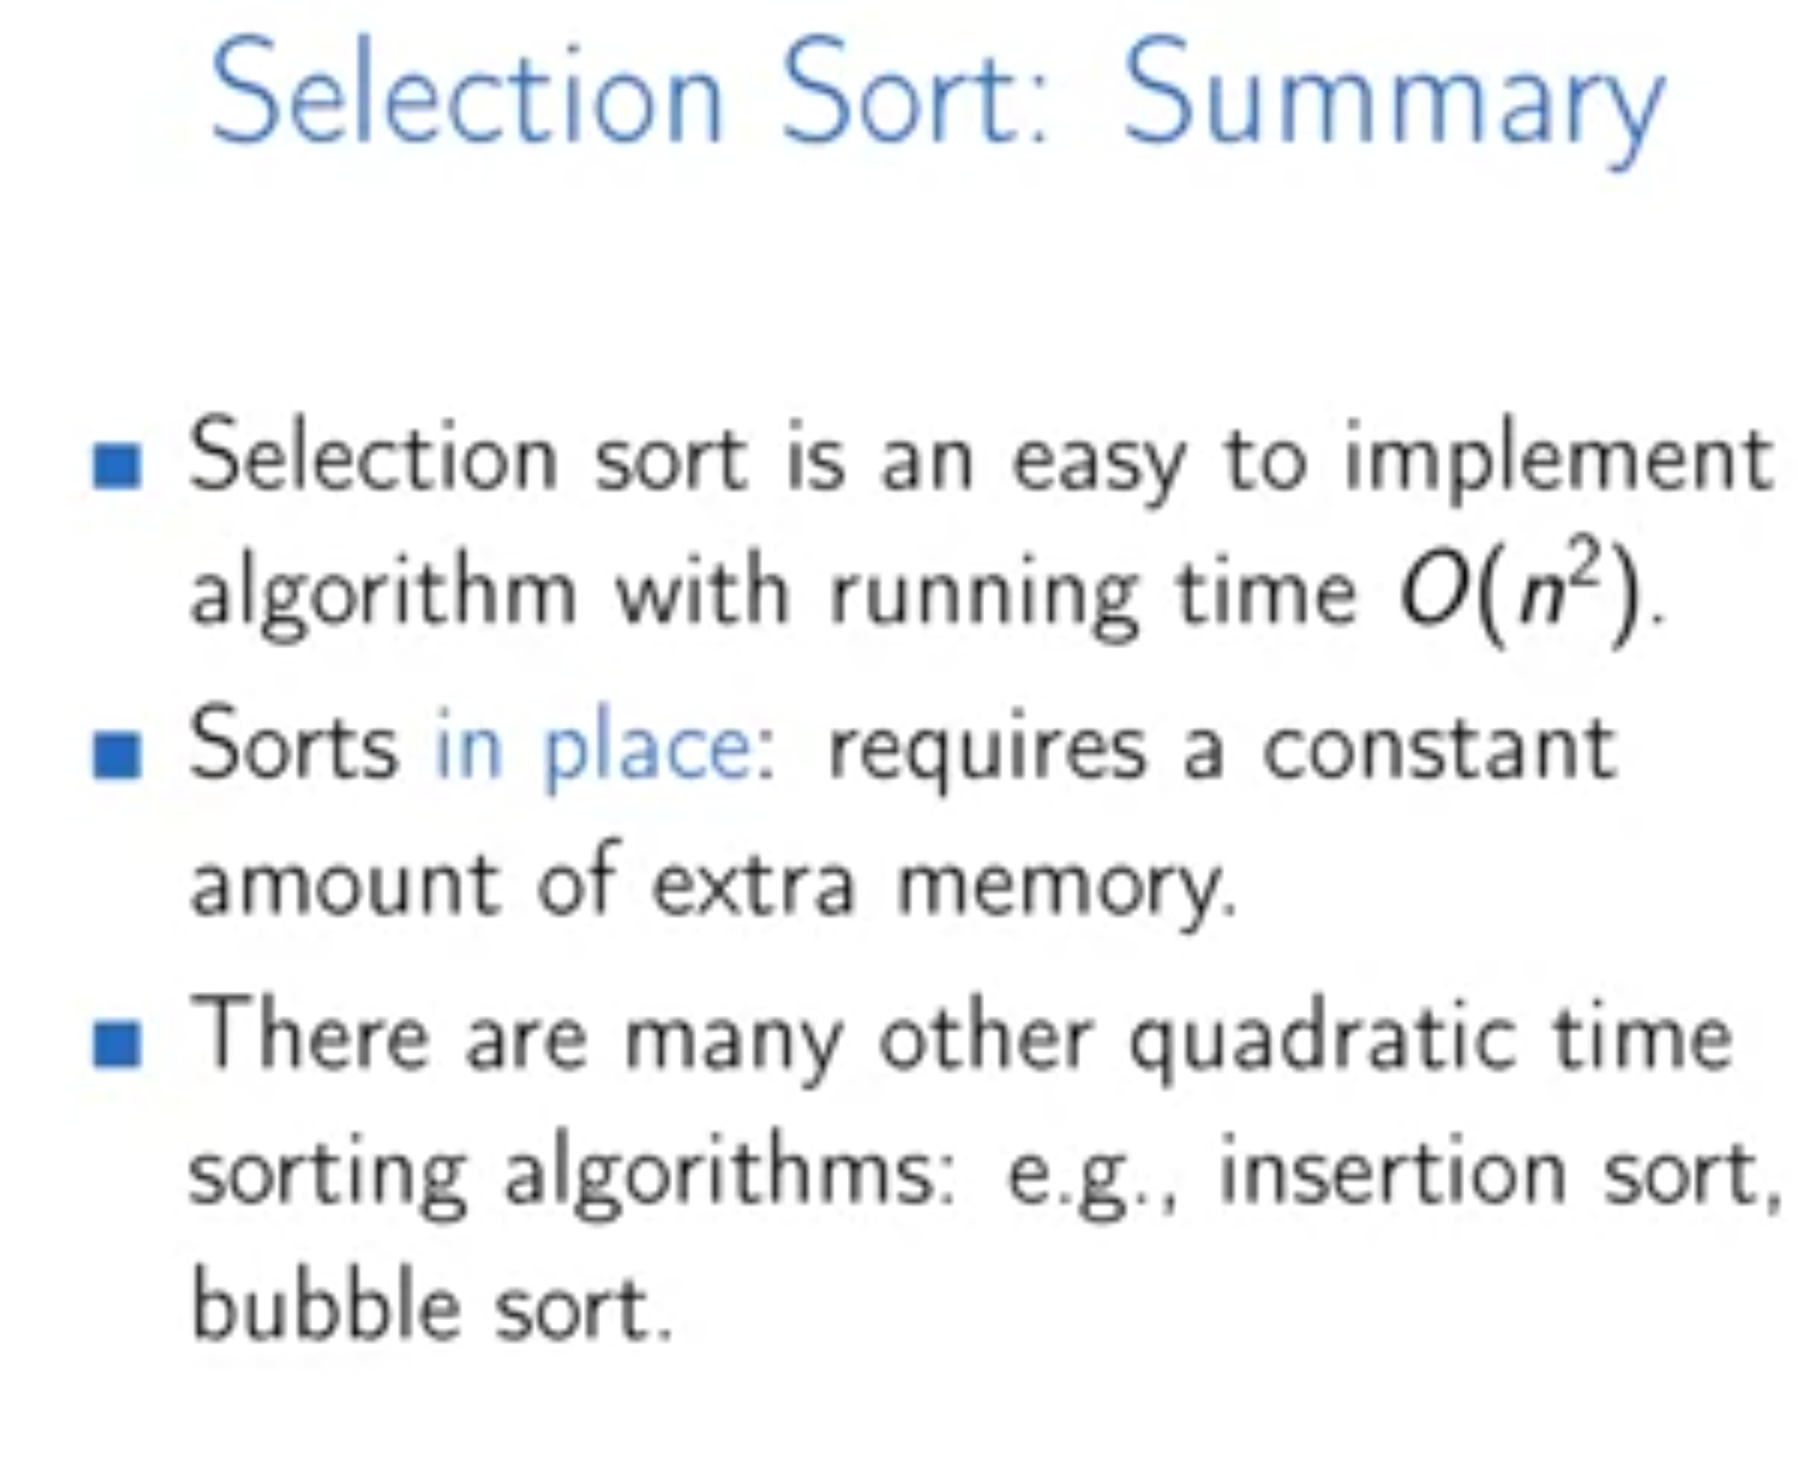 Selection Sort: Summary
■ Selection sort is an easy to implement
algorithm with running time O(n²).
■ Sorts in place: requires a constant
amount of extra memory.
■ There are many other quadratic time
sorting algorithms: e.g., insertion sort,
bubble sort.